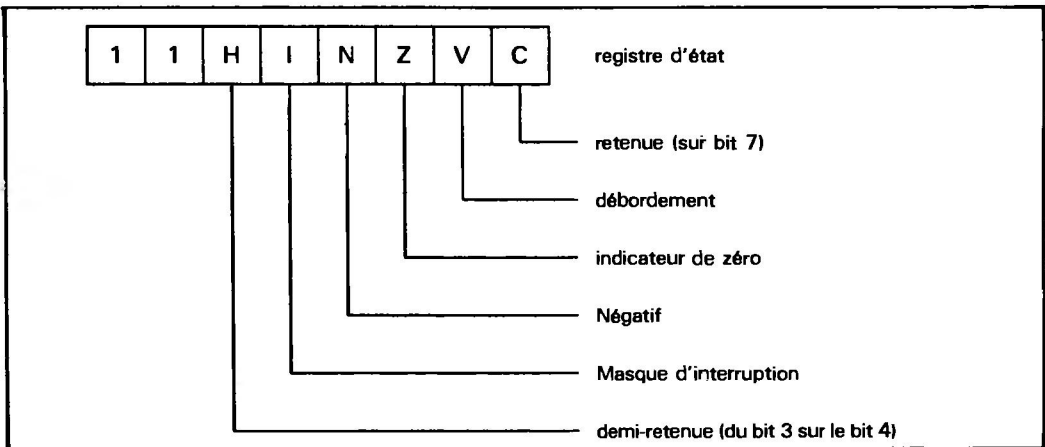 1 1 H I N Z V C registre d'état
retenue (sur bit 7)
débordement
indicateur de zéro
Négatif
Masque d'interruption
demi-retenue (du bit 3 sur le bit 4)